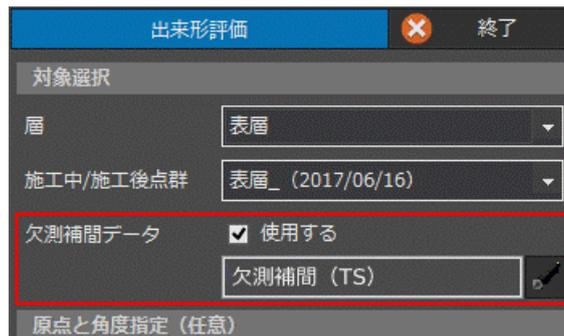 出来形評価 終了
対象選択
層 表層
施工中/施工後点群 表層_（2017/06/16）
欠測補間データ 使用する
欠測補間（TS）
原点と角度指定（任意）